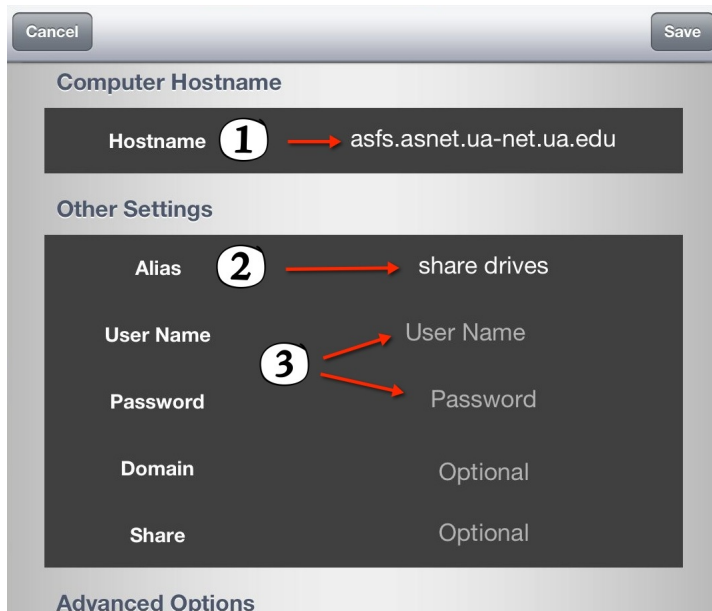 Cancel Save
Computer Hostname
Hostname 1 asfs.asnet.ua-net.ua.edu
Other Settings
Alias 2 share drives
User Name User Name
3
Password Password
Domain Optional
Share Optional
Advanced Options